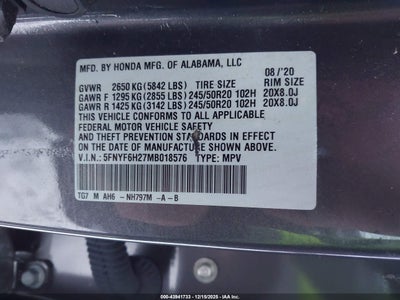 MFD. BY HONDA MFG OF ALABAMA, LLC 08/'20
GVWR 2650 KG (5842 LBS) TIRE SIZE RIM SIZE
GAWR F 1295 KG (2855 LBS) 245/50R20 102H 20X8.0J
GAWR R 1425 KG (3142 LBS) 245/50R20 102H 20X8.0J
THIS VEHICLE CONFORMS TO ALL APPLICABLE
FEDERAL MOTOR VEHICLE SAFETY
AND THEFT PREVENTION STANDARDS IN EFFECT
ON THE DATE OF MANUFACTURE SHOWN ABOVE.
V.I.N.: 5FNYF6H27MB018576 TYPE: MPV
TG7 M AH6 - NH797M -A - B
000-43941733 - 12/15/2025 - IAAI.COM